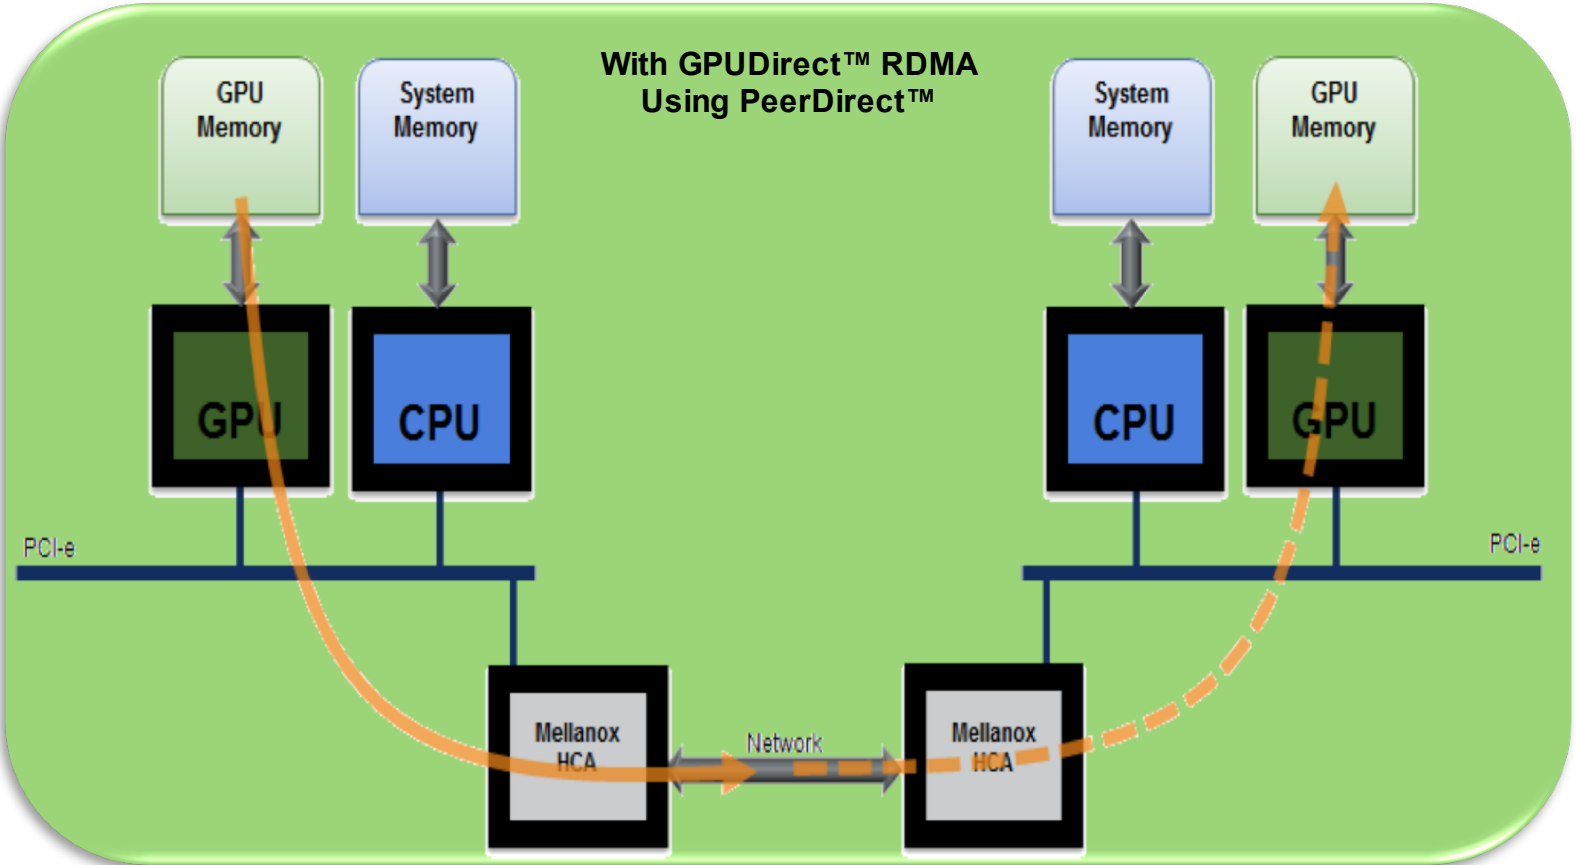 With GPUDirect™ RDMA
Using PeerDirect™
GPU
Memory
System
Memory
System
Memory
GPU
Memory
GPU
CPU
CPU
GPU
PCI-e
PCI-e
Mellanox
HCA
Network
Mellanox
HCA